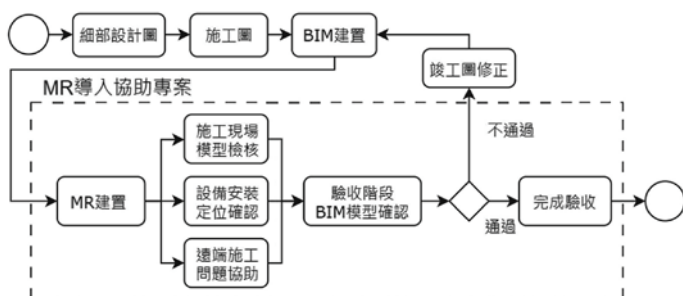 細部設計圖
施工圖
BIM建置
竣工圖修正
MR導入協助專案
不通過
施工現場
模型檢核
MR建置
設備安裝
定位確認
驗收階段
BIM模型確認
通過
完成驗收
遠端施工
問題協助